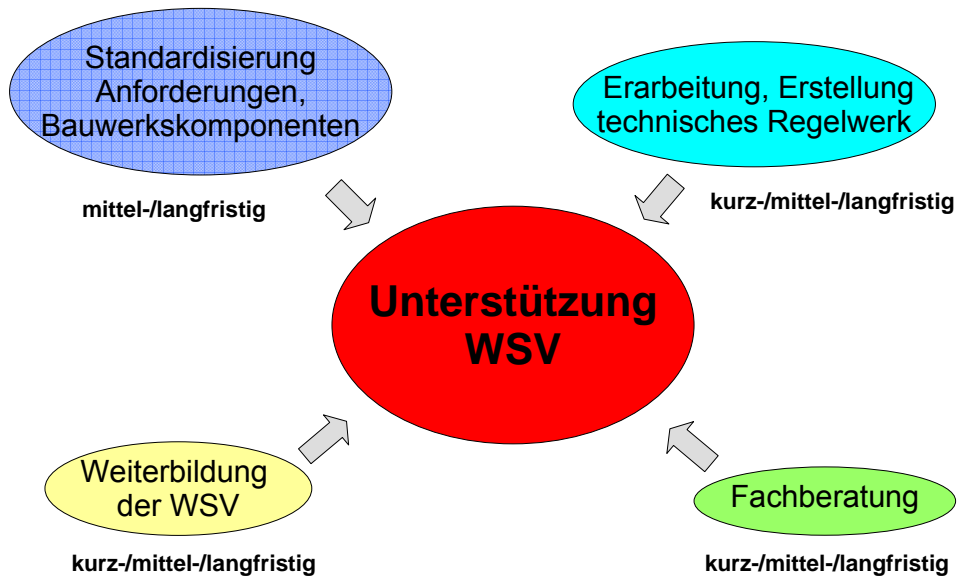 Standardisierung
Anforderungen,
Bauwerkskomponenten
mittel-/langfristig
Erarbeitung, Erstellung
technisches Regelwerk
kurz-/mittel-/langfristig
Unterstützung
WSV
Weiterbildung
der WSV
kurz-/mittel-/langfristig
Fachberatung
kurz-/mittel-/langfristig